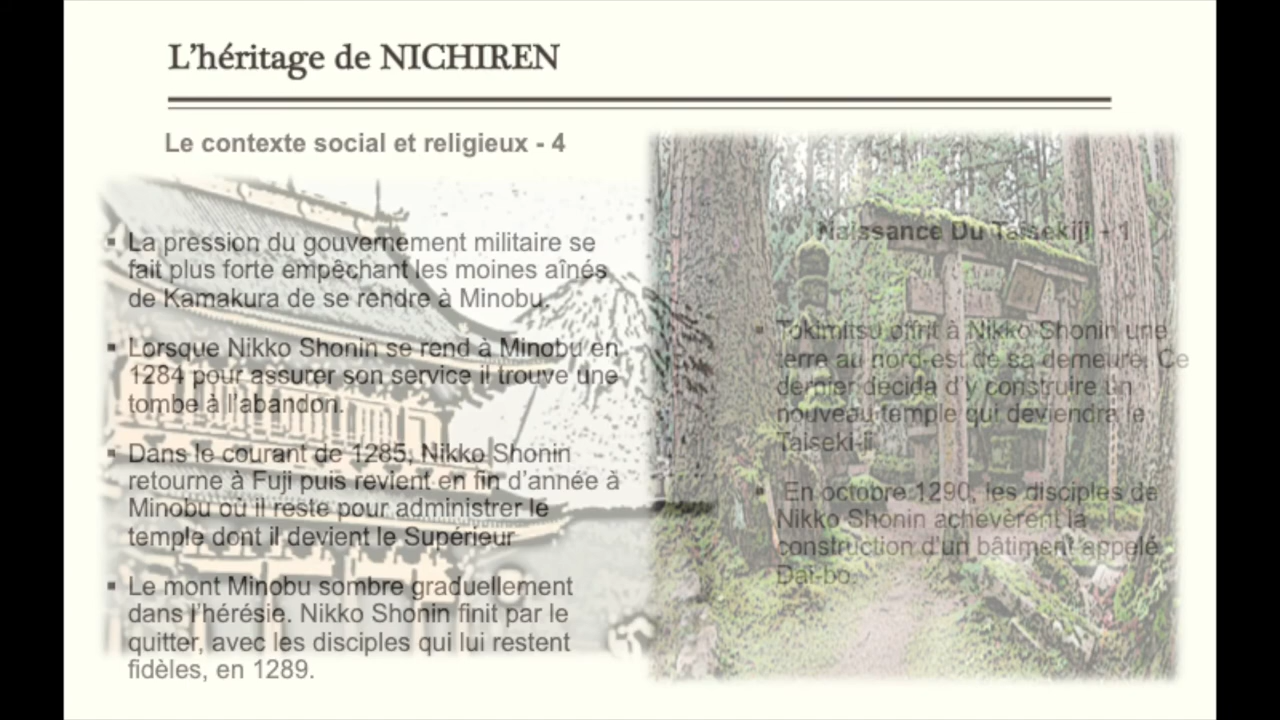 L'héritage de NICHIREN
Le contexte social et religieux - 4
▪ La pression du gouvernement militaire se
fait plus forte empêchant les moines aînés
de Kamakura de se rendre à Minobu.
▪ Lorsque Nikko Shonin se rend à Minobu en
1284 pour assurer son service il trouve une
tombe à l'abandon.
▪ Dans le courant de 1285, Nikko Shonin
retourne à Fuji puis revient en fin d'année à
Minobu où il reste pour administrer le
temple dont il devient le Supérieur
▪ Le mont Minobu sombre graduellement
dans l'hérésie. Nikko Shonin finit par le
quitter, avec les disciples qui lui restent
fidèles, en 1289.
Naissance Du Taisekiji - 1
▪ Tokimitsu offrit à Nikko Shonin une
terre au nord-est de sa demeure. Ce
dernier décida d'y construire un
nouveau temple qui deviendra le
Taiseki-ji
▪ En octobre 1290, les disciples de
Nikko Shonin achevèrent la
construction d'un bâtiment appelé
Dai-bo.